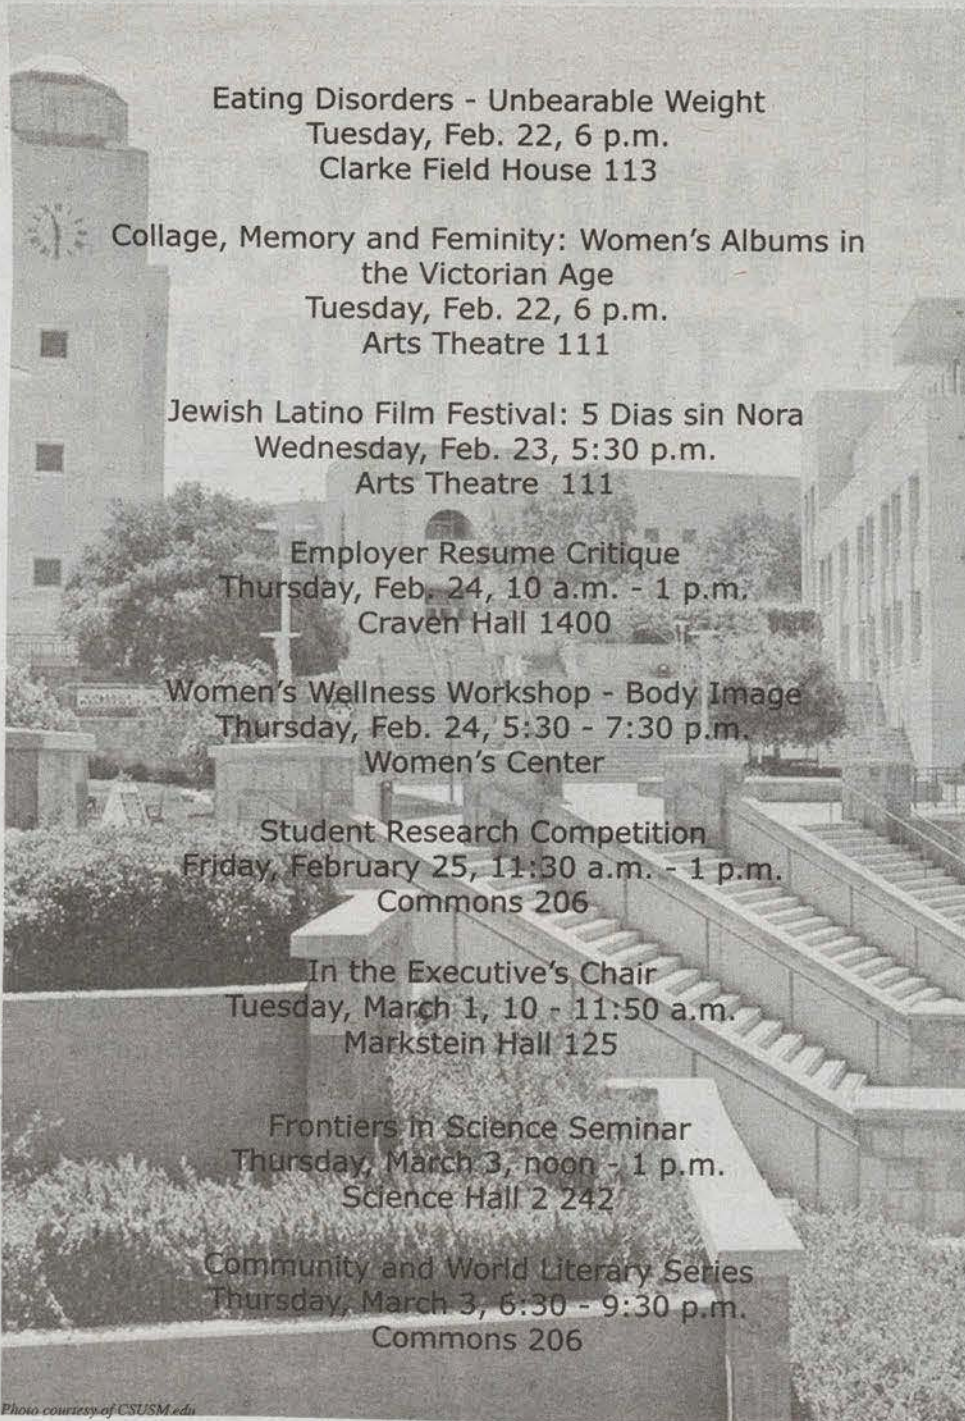 Eating Disorders - Unbearable Weight
Tuesday, Feb. 22, 6 p.m.
Clarke Field House 113
Collage, Memory and Feminity: Women's Albums in
the Victorian Age
Tuesday, Feb. 22, 6 p.m.
Arts Theatre 111
Jewish Latino Film Festival: 5 Dias sin Nora
Wednesday, Feb. 23, 5:30 p.m.
Arts Theatre 111
Employer Resume Critique
Thursday, Feb. 24, 10 a.m. - 1 p.m.
Craven Hall 1400
Women's Wellness Workshop - Body Image
Thursday, Feb. 24, 5:30 - 7:30 p.m.
Women's Center
Student Research Competition
Friday, February 25, 11:30 a.m. - 1 p.m.
Commons 206
In the Executive's Chair
Tuesday, March 1, 10 - 11:50 a.m.
Markstein Hall 125
Frontiers in Science Seminar
Thursday, March 3, noon - 1 p.m.
Science Hall 2 242
Community and World Literary Series
Thursday, March 3, 6:30 - 9:30 p.m.
Commons 206
Photo courtesy of CSUSM.edu